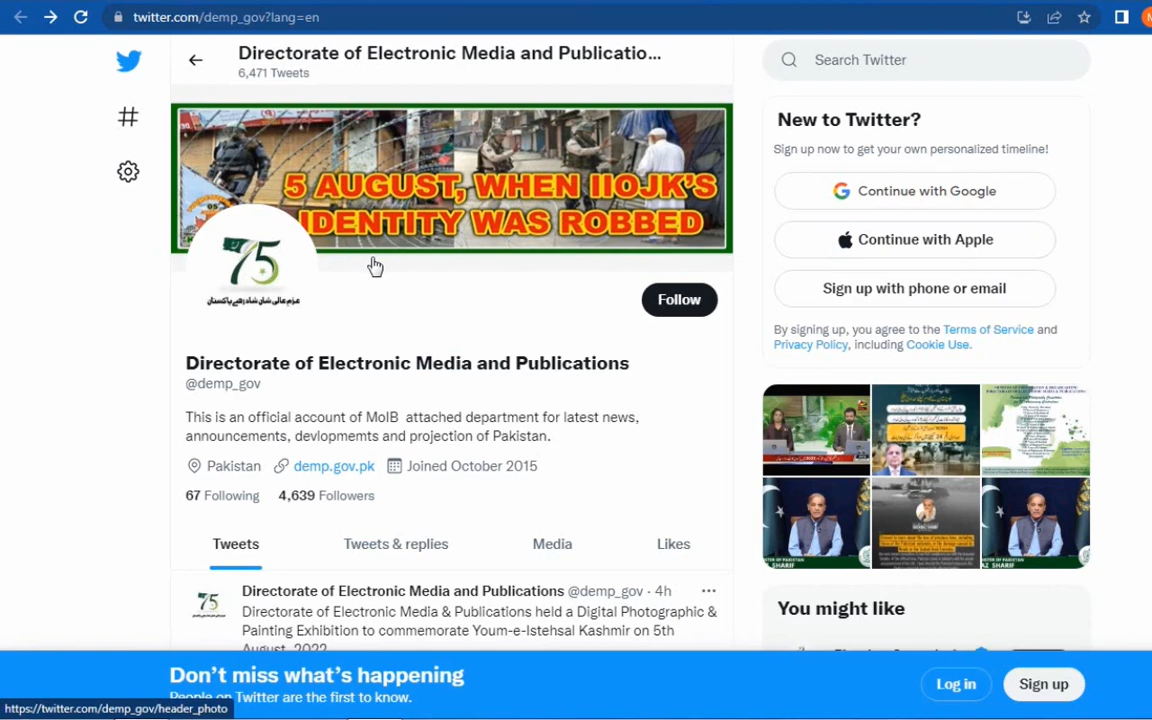 twitter.com/demp_gov?lang=en
Directorate of Electronic Media and Publicatio...
6,471 Tweets
Search Twitter
5 AUGUST, WHEN IIOJK'S
IDENTITY WAS ROBBED
75
عزم عالی شان شاد رہے پاکستان
Follow
Directorate of Electronic Media and Publications
@demp_gov
This is an official account of MoIB attached department for latest news,
announcements, devlopmemts and projection of Pakistan.
Pakistan demp.gov.pk Joined October 2015
67 Following 4,639 Followers
Tweets Tweets & replies Media Likes
Directorate of Electronic Media and Publications @demp_gov · 4h
Directorate of Electronic Media & Publications held a Digital Photographic &
Painting Exhibition to commemorate Youm-e-Istehsal Kashmir on 5th
August, 2022
New to Twitter?
Sign up now to get your own personalized timeline!
Continue with Google
Continue with Apple
Sign up with phone or email
By signing up, you agree to the Terms of Service and
Privacy Policy, including Cookie Use.
You might like
Don't miss what's happening
People on Twitter are the first to know.
Log in
Sign up
https://twitter.com/demp_gov/header_photo